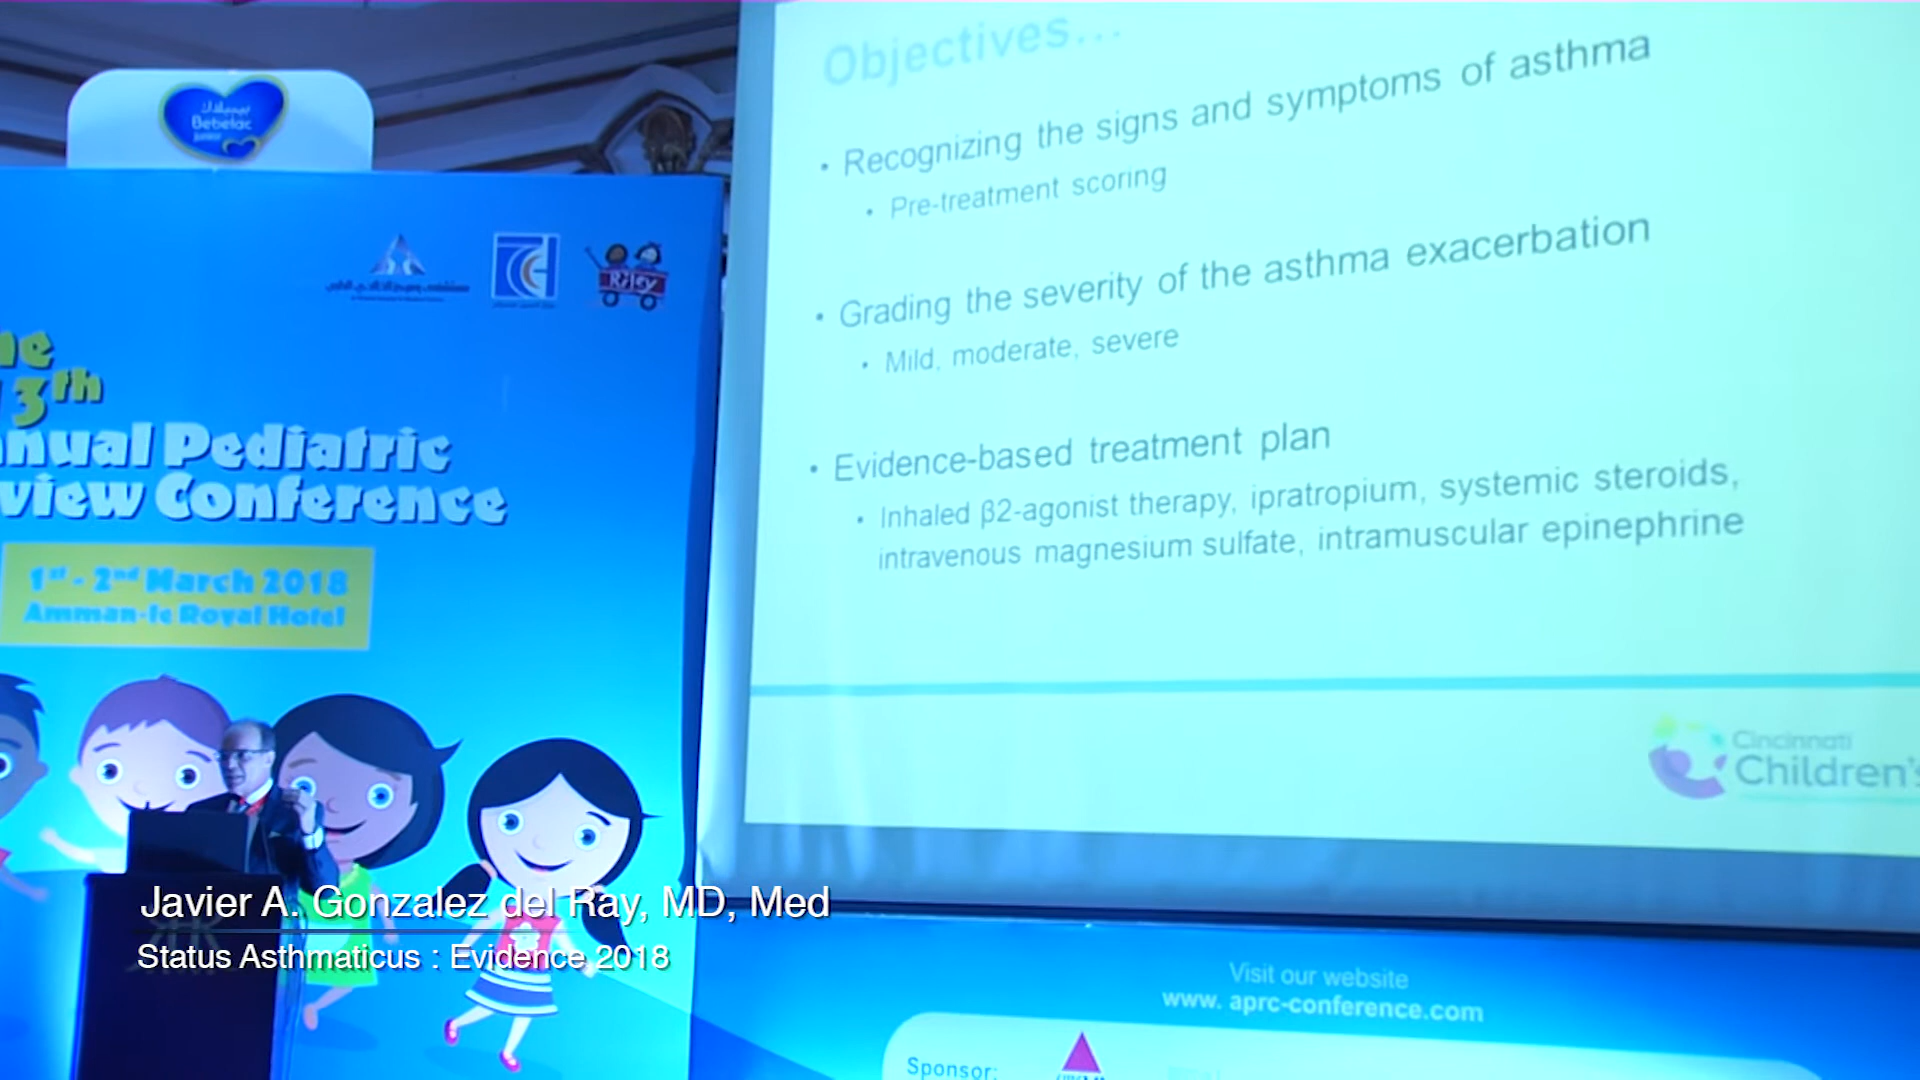 بيبيلاك
Bebelac
junior
Riley
3th
nual Pediatric
view Conference
1st - 2nd March 2018
Amman-le Royal Hotel
Objectives...
• Recognizing the signs and symptoms of asthma
• Pre-treatment scoring
• Grading the severity of the asthma exacerbation
• Mild, moderate, severe
• Evidence-based treatment plan
• Inhaled β2-agonist therapy, ipratropium, systemic steroids,
intravenous magnesium sulfate, intramuscular epinephrine
Cincinnati
Children's
Javier A. Gonzalez del Ray, MD, Med
Status Asthmaticus : Evidence 2018
Visit our website
www. aprc-conference.com
Sponsor: